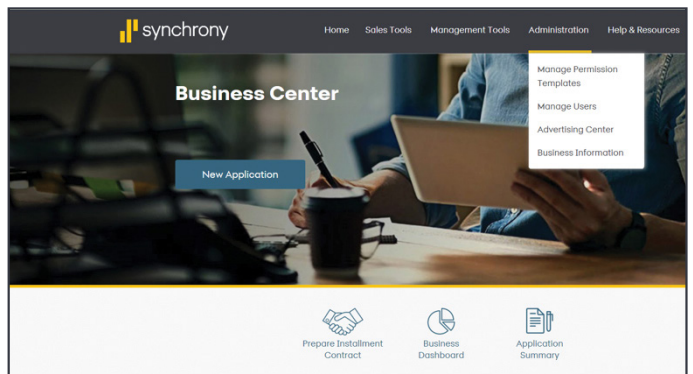 synchrony
Home Sales Tools Management Tools Administration Help & Resources
Manage Permission
Templates
Manage Users
Advertising Center
Business Information
Business Center
New Application
Prepare Installment
Contract
Business
Dashboard
Application
Summary